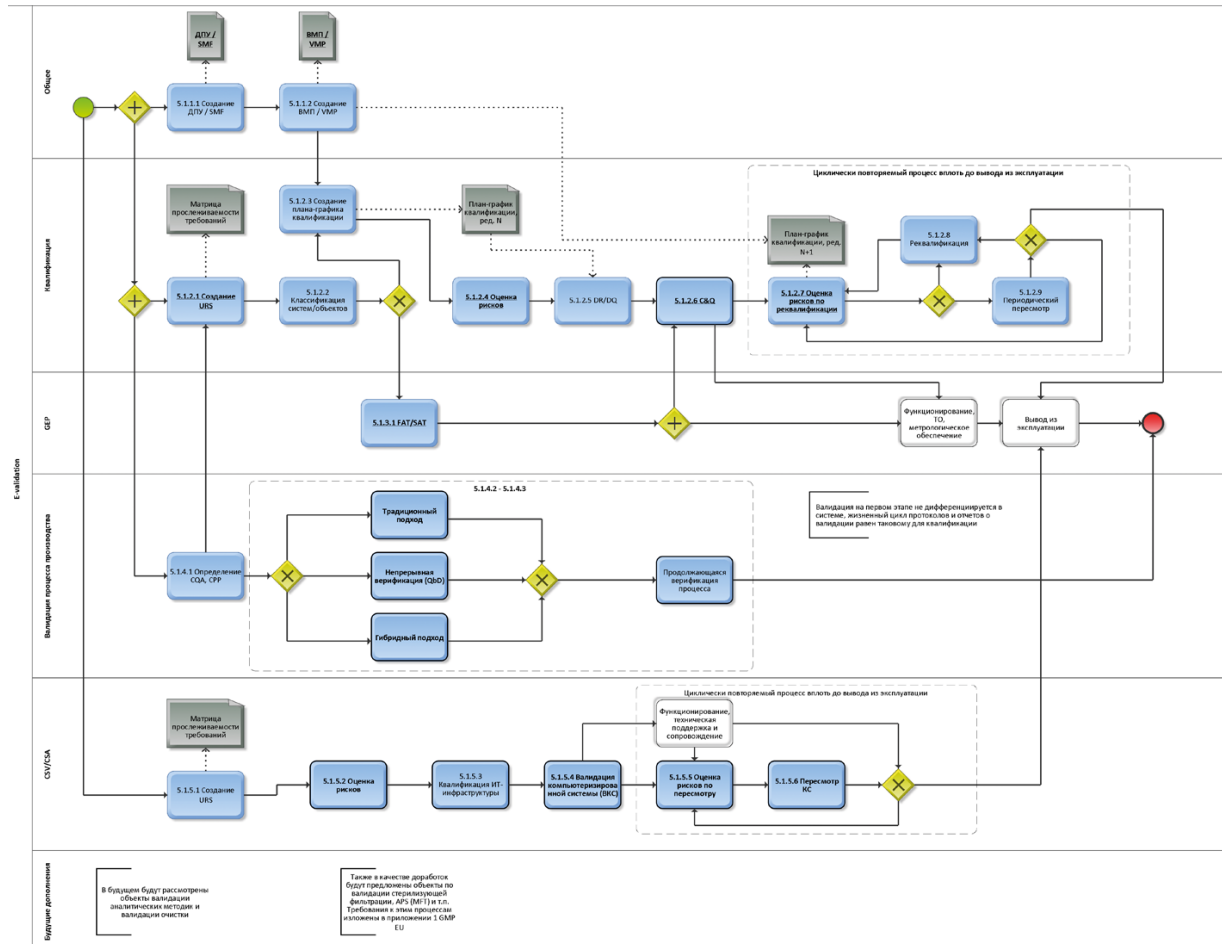 E-validation
Общее
ДПУ /
SMF
ВМП /
VMP
5.1.1.1 Создание
ДПУ / SMF
5.1.1.2 Создание
ВМП / VMP
Квалификация
Циклически повторяемый процесс вплоть до вывода из эксплуатации
Матрица
прослеживаемости
требований
5.1.2.3 Создание
плана-графика
квалификации
План-график
квалификации,
ред. N
План-график
квалификации, ред.
N+1
5.1.2.8
Реквалификация
5.1.2.1 Создание
URS
5.1.2.2
Классификация
систем/объектов
5.1.2.4 Оценка
рисков
5.1.2.5 DR/DQ
5.1.2.6 C&Q
5.1.2.7 Оценка
рисков по
реквалификации
5.1.2.9
Периодический
пересмотр
GEP
5.1.3.1 FAT/SAT
Функционирование,
ТО,
метрологическое
обеспечение
Вывод из
эксплуатации
Валидация процесса производства
5.1.4.2 - 5.1.4.3
Традиционный
подход
Валидация на первом этапе не дифференциируется в
системе, жизненный цикл протоколов и отчетов о
валидации равен таковому для квалификации
5.1.4.1 Определение
CQA, CPP
Непрерывная
верификация (QbD)
Продолжающаяся
верификация
процесса
Гибридный подход
CSV/CSA
Циклически повторяемый процесс вплоть до вывода из эксплуатации
Матрица
прослеживаемости
требований
Функционирование,
техническая
поддержка и
сопровождение
5.1.5.1 Создание
URS
5.1.5.2 Оценка
рисков
5.1.5.3
Квалификация ИТ-
инфраструктуры
5.1.5.4 Валидация
компьютеризирова
нной системы (ВКС)
5.1.5.5 Оценка
рисков по
пересмотру
5.1.5.6 Пересмотр
КС
Будущие дополнения
В будущем будут рассмотрены
объекты валидации
аналитических методик и
валидации очистки
Также в качестве доработок
будут предложены объекты по
валидации стерилизующей
фильтрации, APS (MFT) и т.п.
Требования к этим процессам
изложены в приложении 1 GMP
EU